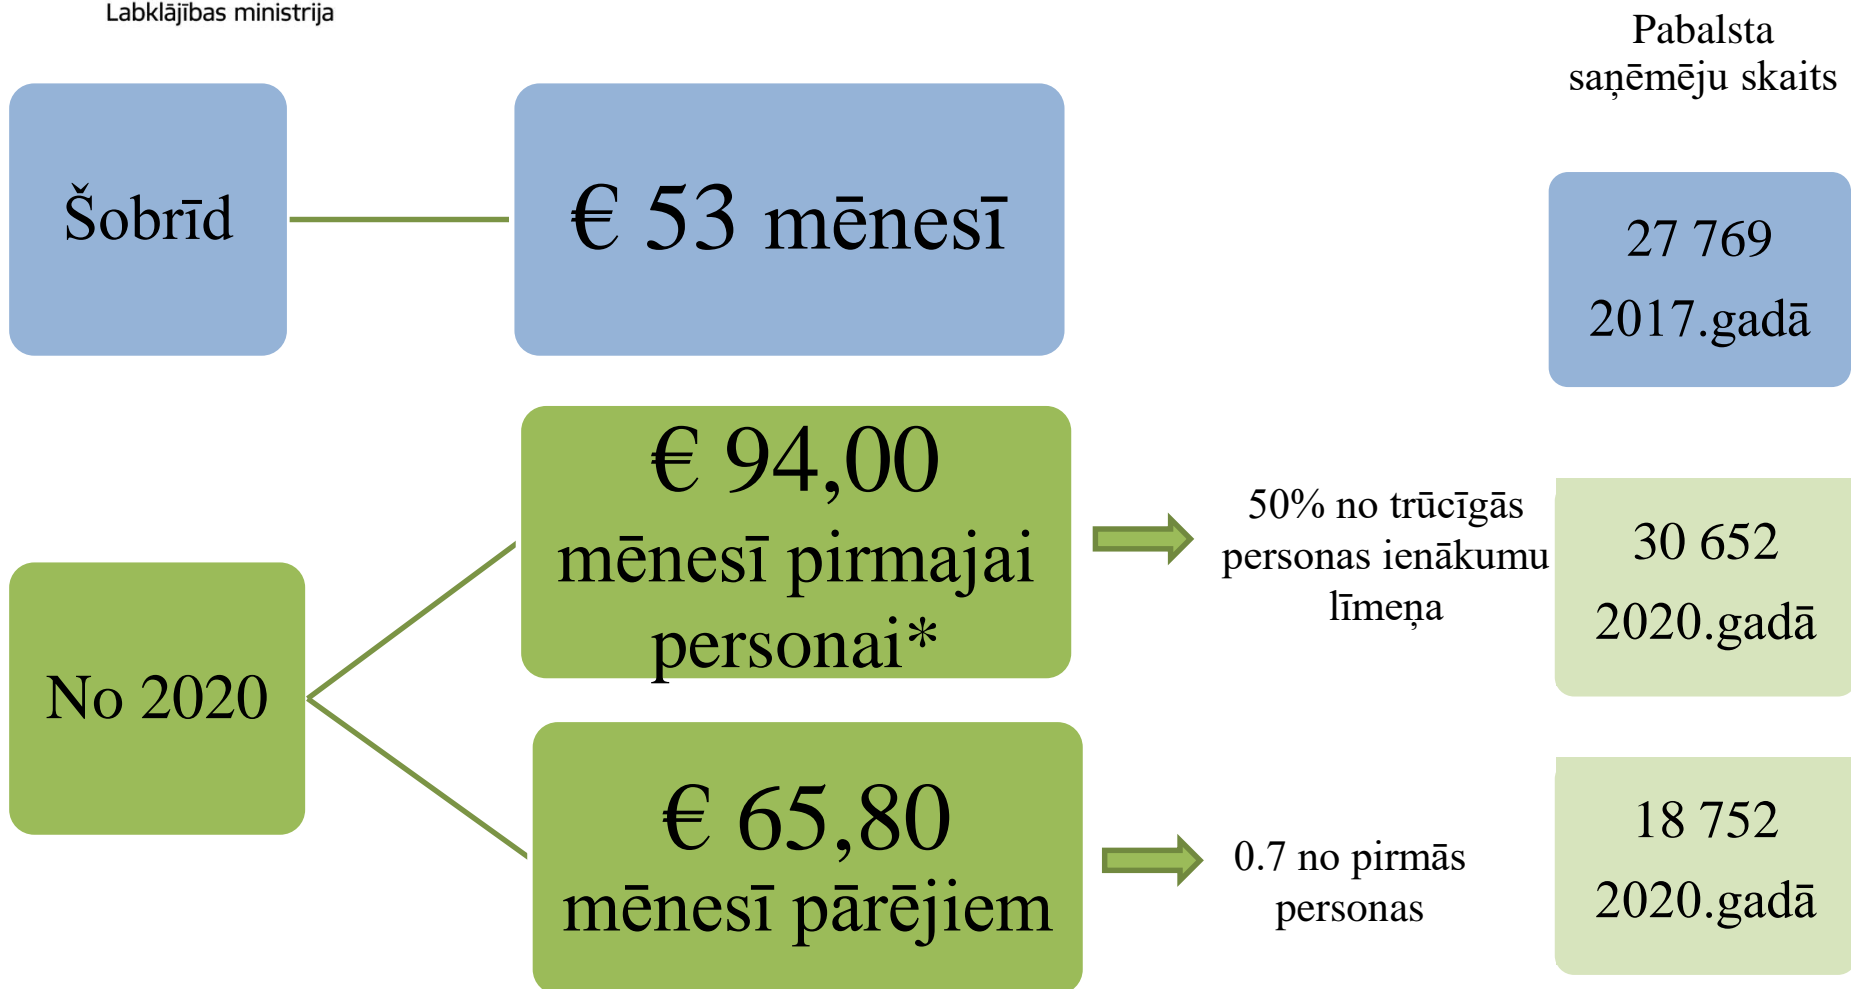 Labklājības ministrija
Pabalsta
saņēmēju skaits
Šobrīd
€ 53 mēnesī
27 769
2017.gadā
No 2020
€ 94,00
mēnesī pirmajai
personai*
50% no trūcīgās
personas ienākumu
līmeņa
30 652
2020.gadā
€ 65,80
mēnesī pārējiem
0.7 no pirmās
personas
18 752
2020.gadā